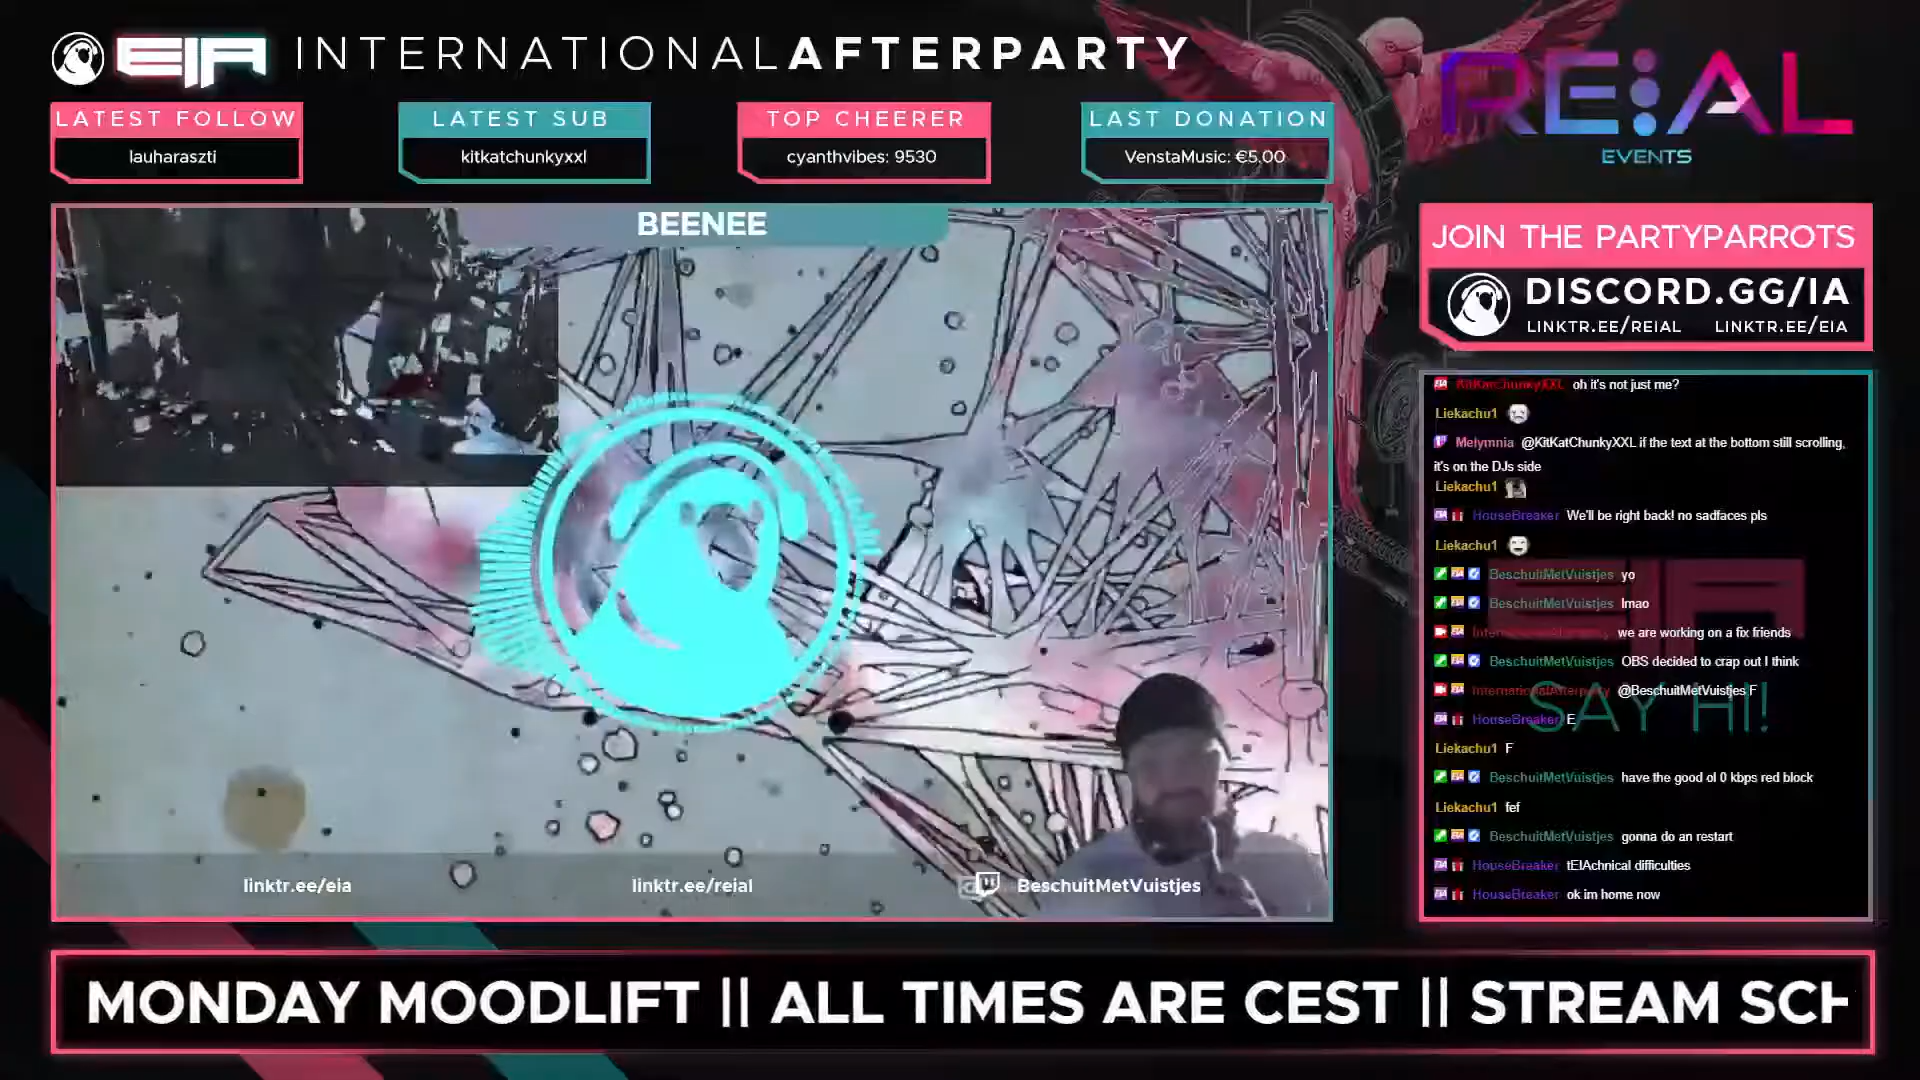 EIA INTERNATIONALAFTERPARTY
RE:AL
EVENTS
LATEST FOLLOW
lauharaszti
LATEST SUB
kitkatchunkyxxl
TOP CHEERER
cyanthvibes: 9530
LAST DONATION
VenstaMusic: €5.00
BEENEE
JOIN THE PARTYPARROTS
DISCORD.GG/IA
LINKTR.EE/REIAL LINKTR.EE/EIA
KitKatChunkyXXL oh it's not just me?
Liekachu1
Melymnia @KitKatChunkyXXL if the text at the bottom still scrolling,
it's on the DJs side
Liekachu1
HouseBreaker We'll be right back! no sadfaces pls
Liekachu1
BeschuitMetVuistjes yo
BeschuitMetVuistjes lmao
InternationalAfterparty we are working on a fix friends
BeschuitMetVuistjes OBS decided to crap out I think
InternationalAfterparty @BeschuitMetVuistjes F
HouseBreaker E
Liekachu1 F
BeschuitMetVuistjes have the good ol 0 kbps red block
Liekachu1 fef
BeschuitMetVuistjes gonna do an restart
HouseBreaker tEIAchnical difficulties
HouseBreaker ok im home now
EIA
SAY HI!
linktr.ee/eia
linktr.ee/reial
BeschuitMetVuistjes
MONDAY MOODLIFT || ALL TIMES ARE CEST || STREAM SCH